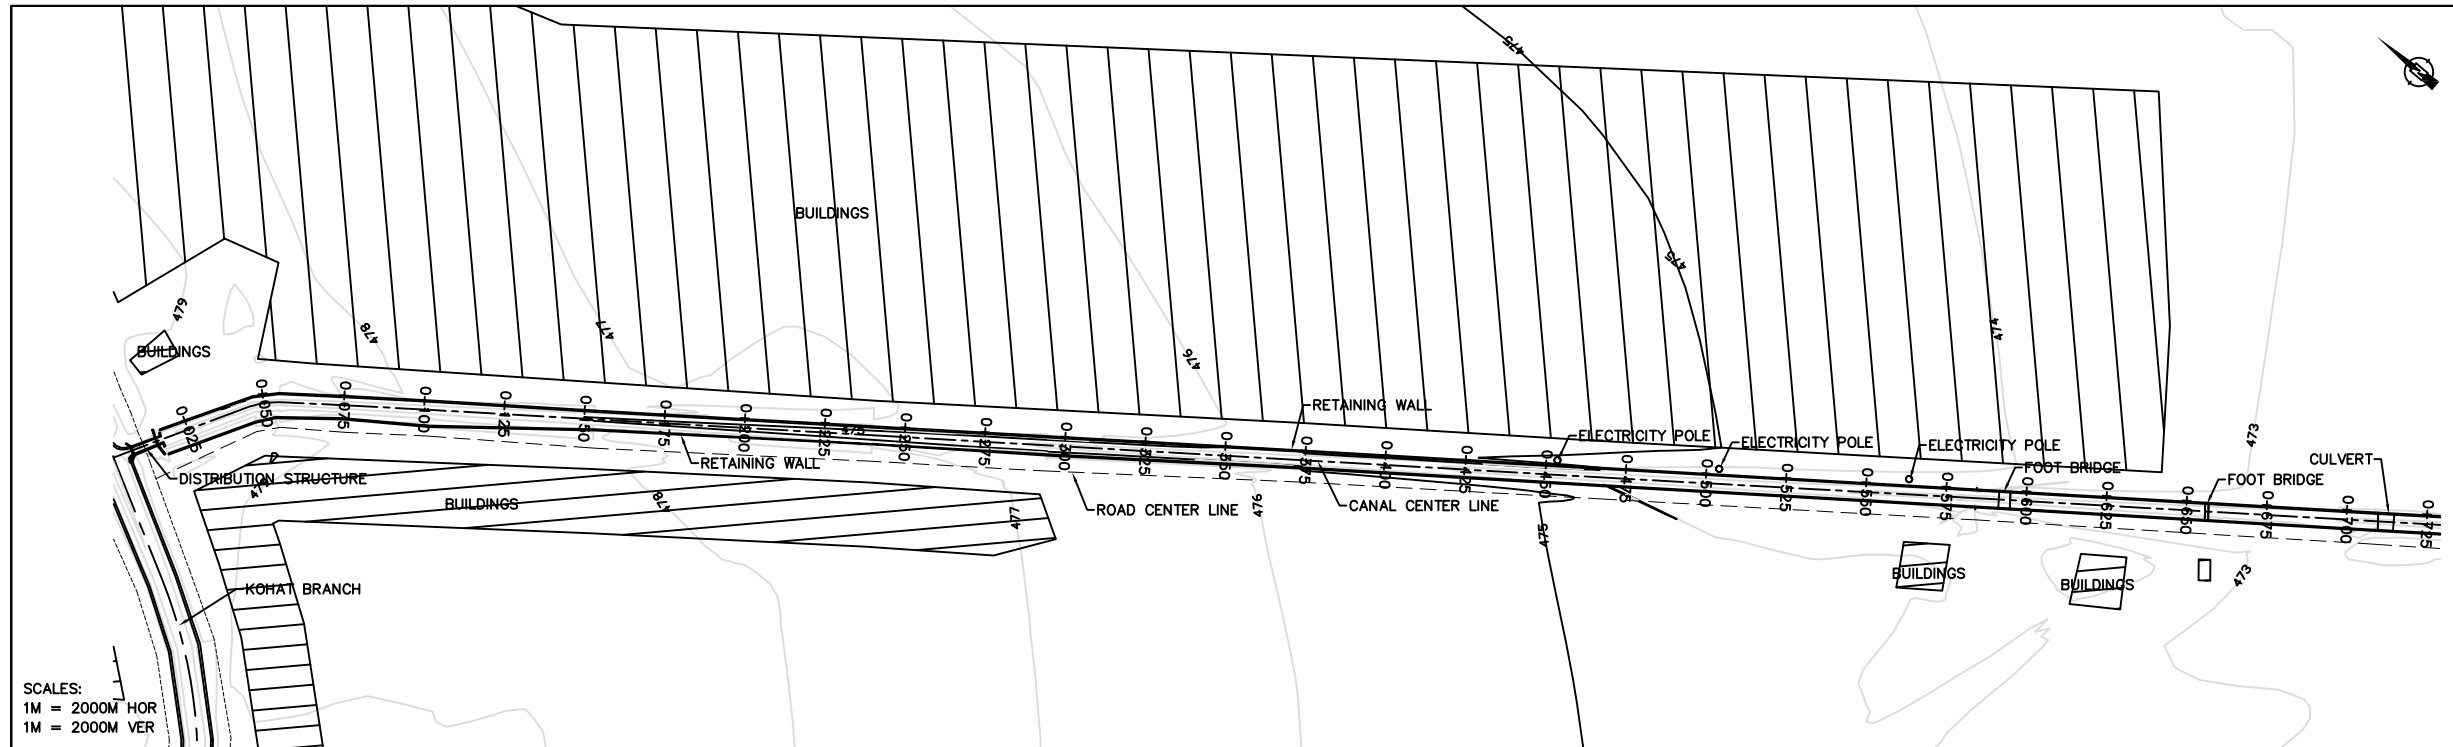 475
BUILDINGS
475
479
478
477
474
476
BUILDINGS
0+025
0+050
0+075
0+100
0+125
0+150
0+175
0+200
0+225
0+250
0+275
0+300
0+325
0+350
0+375
0+400
0+425
0+450
0+475
0+500
0+525
0+550
0+575
0+600
0+625
0+650
0+675
0+700
0+725
475
RETAINING WALL
ELECTRICITY POLE
ELECTRICITY POLE
ELECTRICITY POLE
473
CULVERT
RETAINING WALL
FOOT BRIDGE
FOOT BRIDGE
DISTRIBUTION STRUCTURE
BUILDINGS
478
477
476
ROAD CENTER LINE
CANAL CENTER LINE
475
BUILDINGS
BUILDINGS
473
KOHAT BRANCH
SCALES:
1M = 2000M HOR
1M = 2000M VER